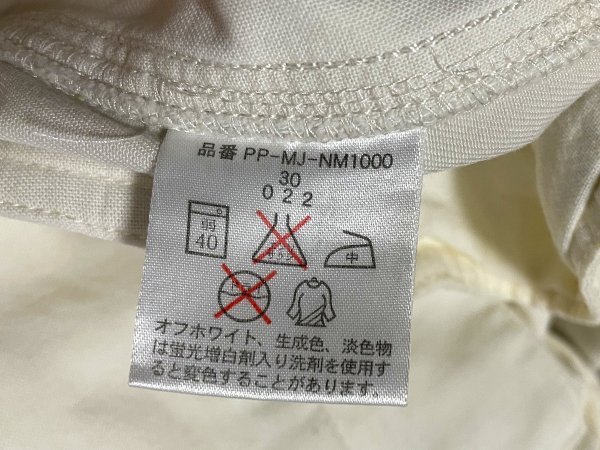 品番 PP-MJ-NM1000
30
0 2 2
弱
40
中
オフホワイト、生成色、淡色物
は蛍光増白剤入り洗剤を使用す
ると変色することがあります。